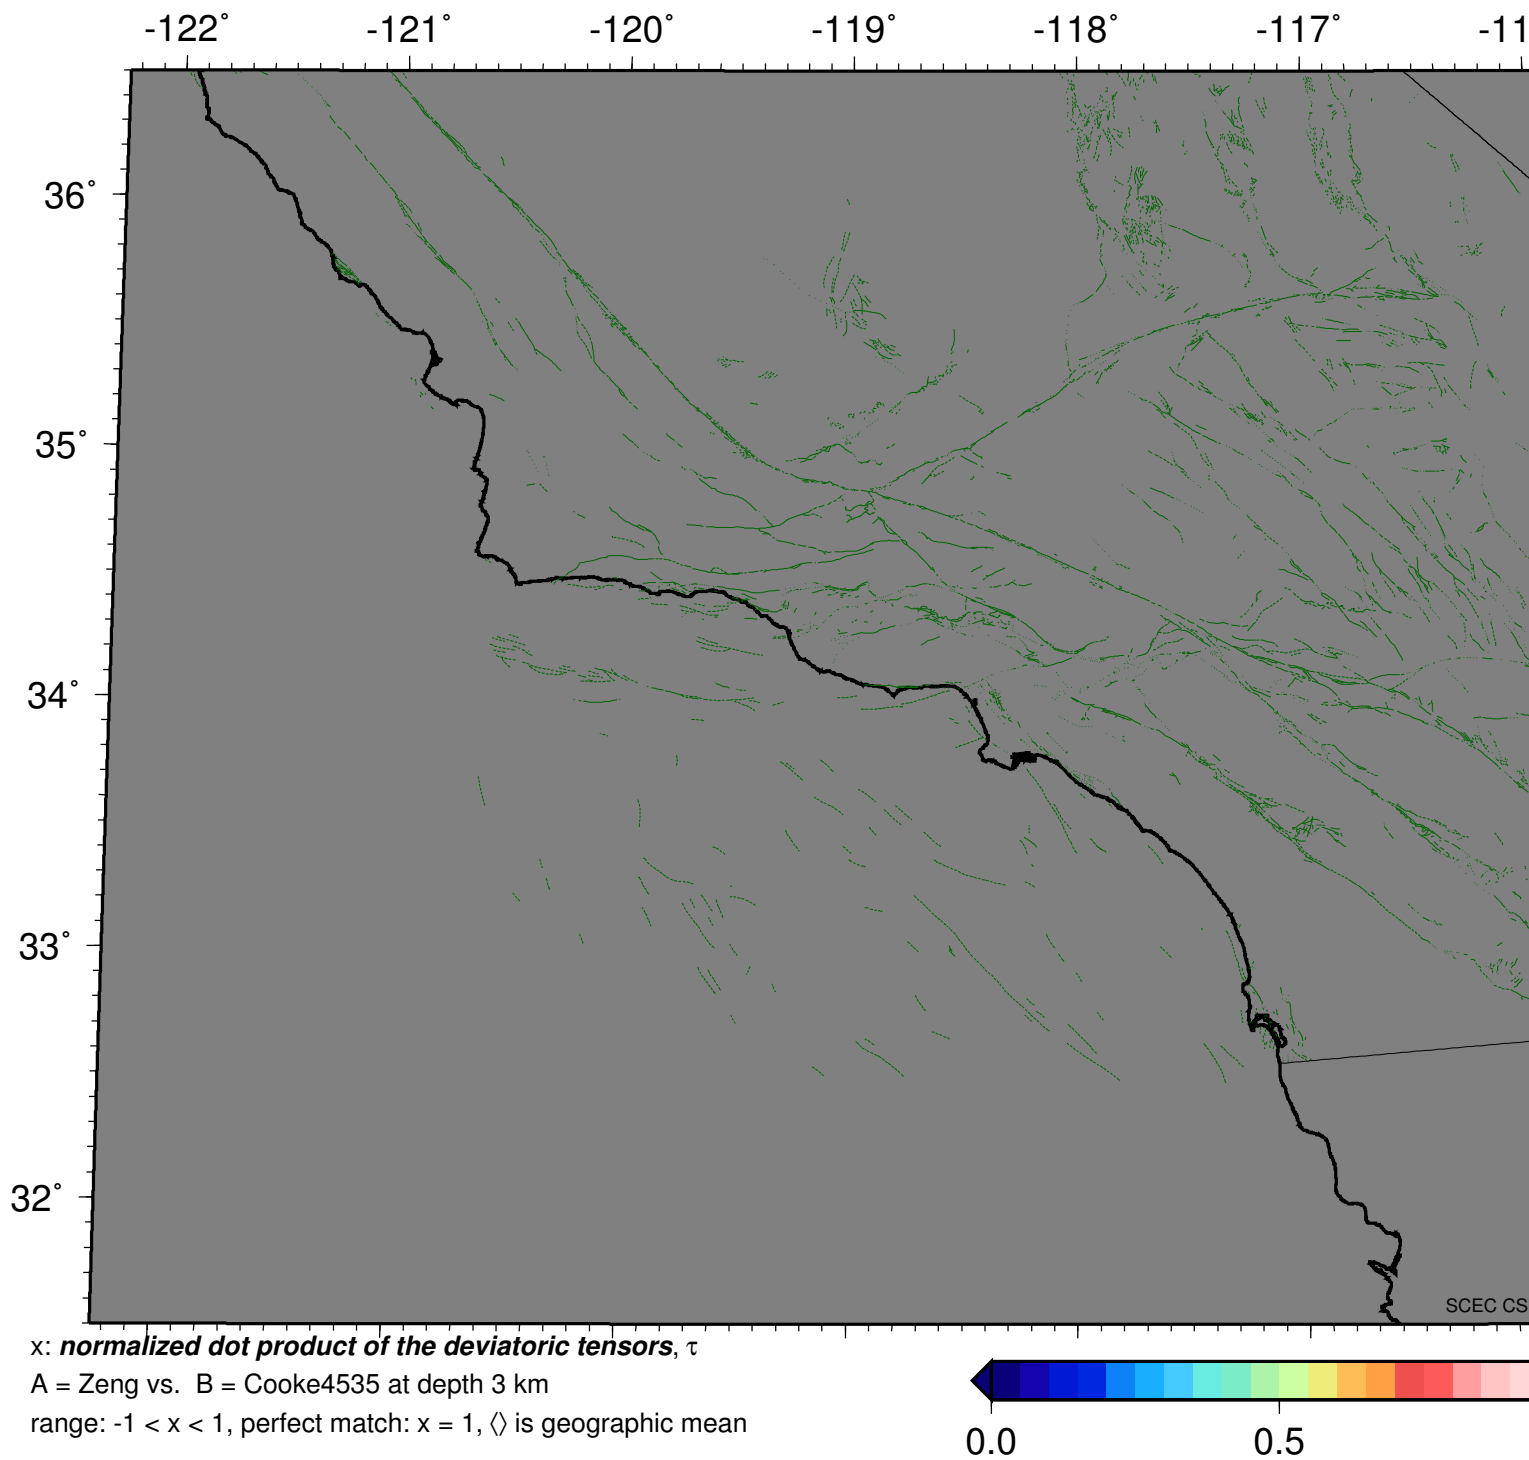 -122˚ -121˚ -120˚ -119˚ -118˚ -117˚ -11
36˚
35˚
34˚
33˚
32˚
SCEC CS
x: normalized dot product of the deviatoric tensors, τ
A = Zeng vs. B = Cooke4535 at depth 3 km
range: -1 < x < 1, perfect match: x = 1, ⟨⟩ is geographic mean
0.0 0.5